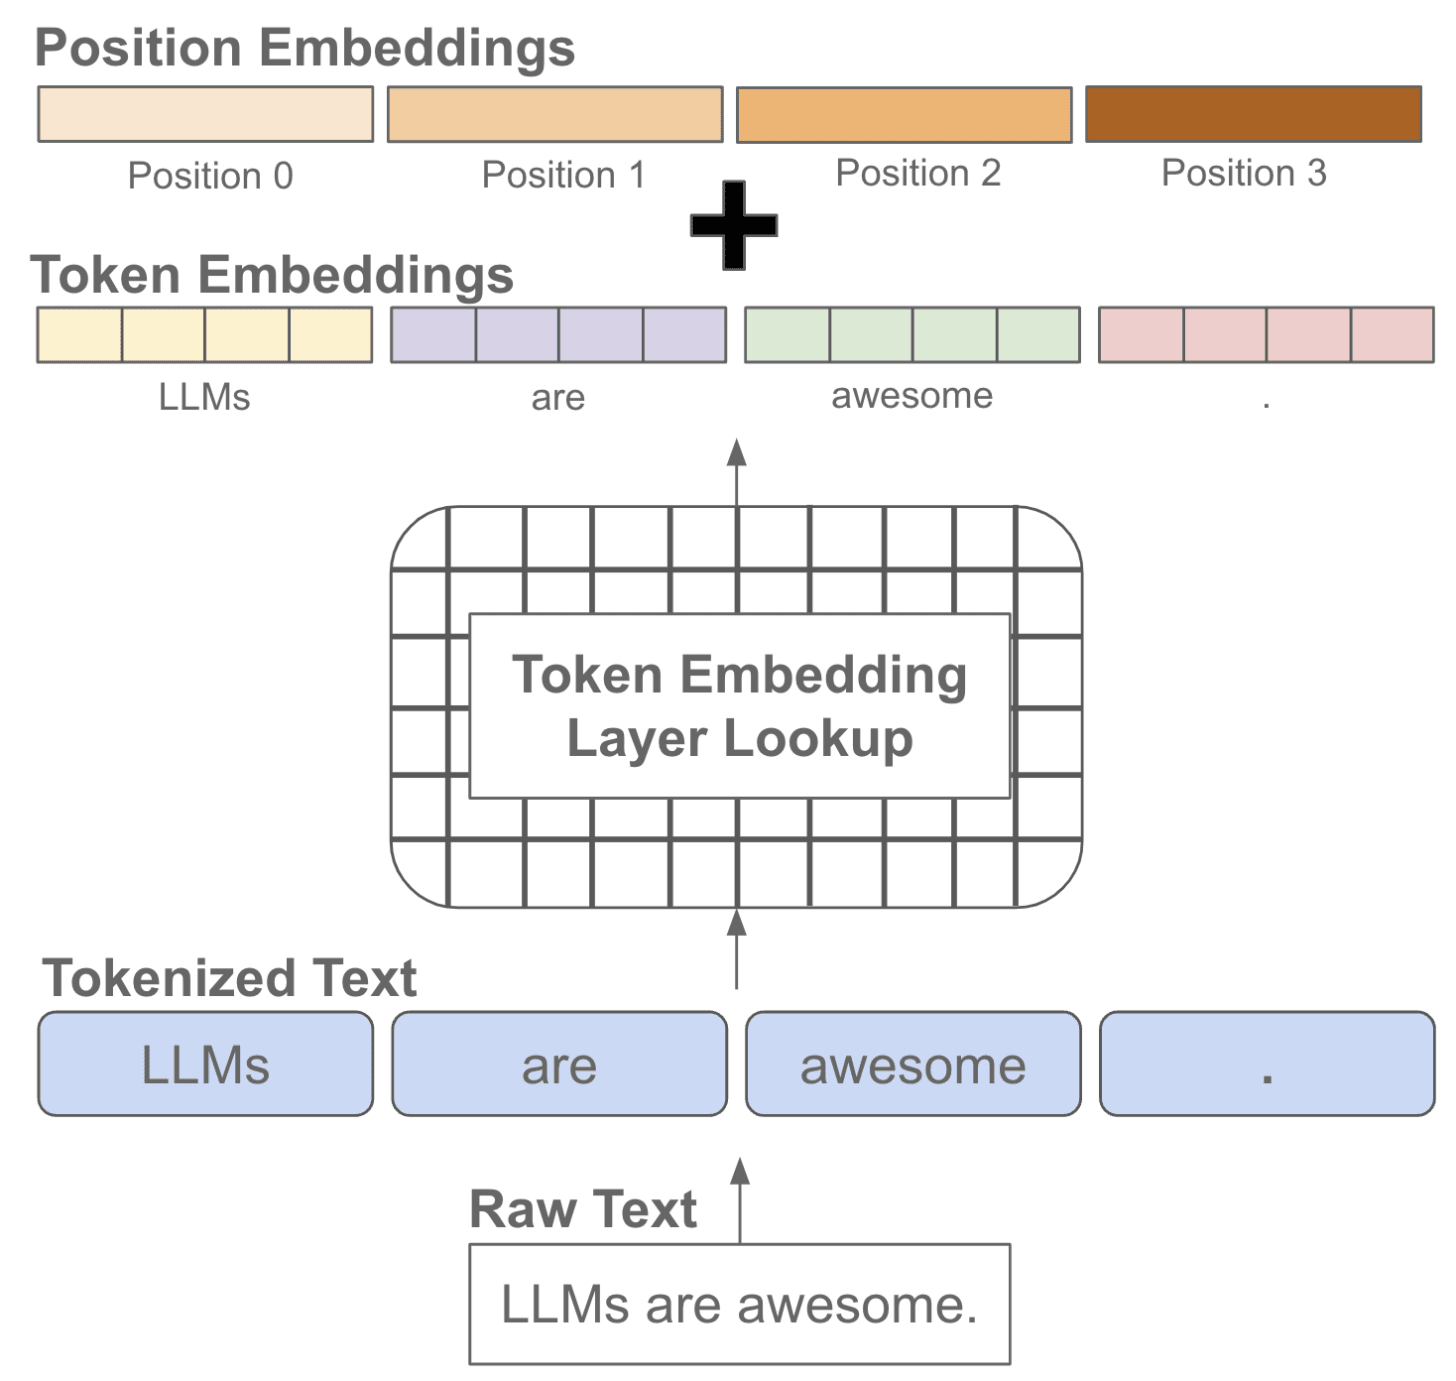 Position Embeddings
Position 0 Position 1 Position 2 Position 3
Token Embeddings
LLMs are awesome .
Token Embedding
Layer Lookup
Tokenized Text
LLMs are awesome .
Raw Text
LLMs are awesome.